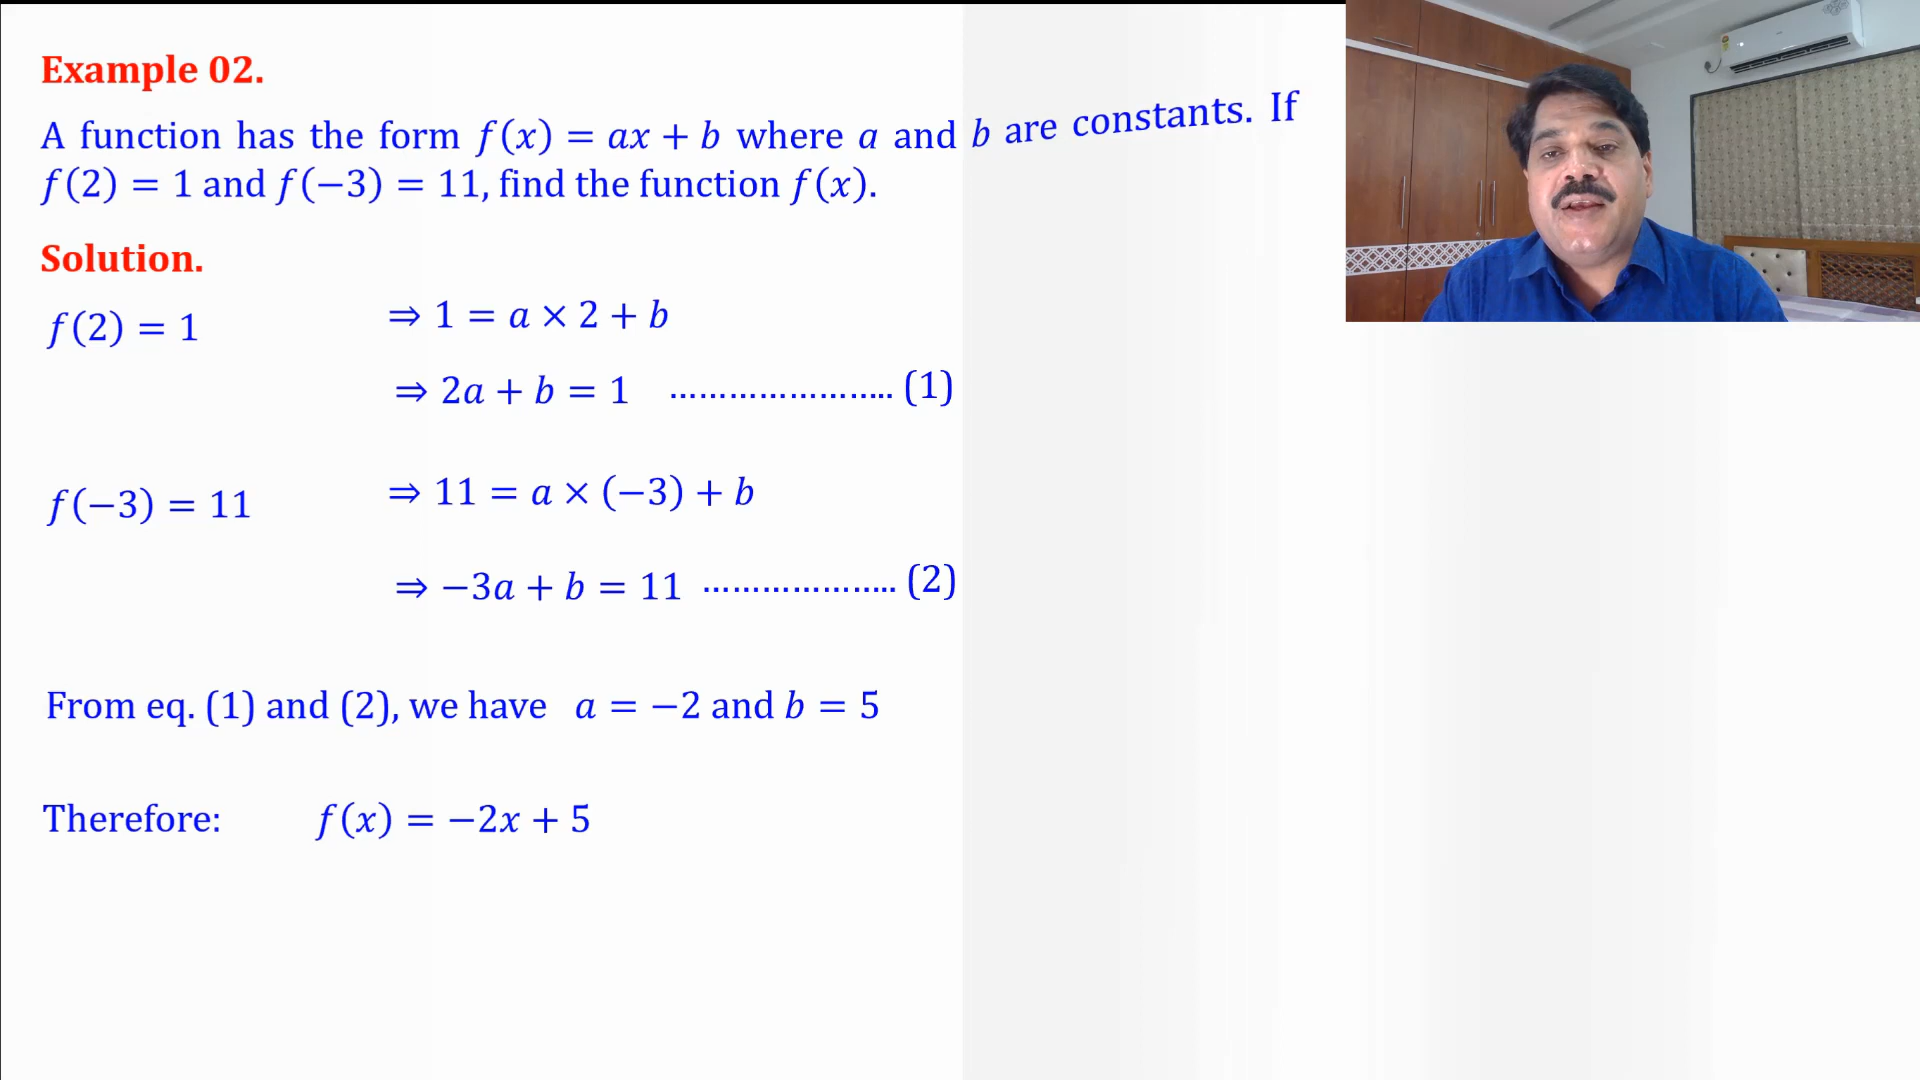 Example 02.
A function has the form f(x) = ax + b where a and b are constants. If
f(2) = 1 and f(−3) = 11, find the function f(x).
Solution.
f(2) = 1 ⇒ 1 = a × 2 + b
⇒ 2a + b = 1 ........................ (1)
f(−3) = 11 ⇒ 11 = a × (−3) + b
⇒ −3a + b = 11 ..................... (2)
From eq. (1) and (2), we have a = −2 and b = 5
Therefore: f(x) = −2x + 5